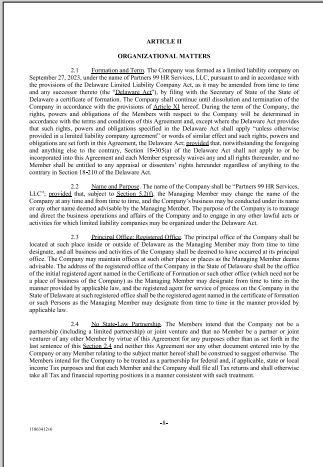 ARTICLE II
ORGANIZATIONAL MATTERS
2.1 Formation and Term. The Company was formed as a limited liability company on
September 27, 2023, under the name of Partners 99 HR Services, LLC, pursuant to and in accordance with
the provisions of the Delaware Limited Liability Company Act, as it may be amended from time to time
and any successor thereto (the "Delaware Act"), by filing with the Secretary of State of the State of
Delaware a certificate of formation. The Company shall continue until dissolution and termination of the
Company in accordance with the provisions of Article XI hereof. During the term of the Company, the
rights, powers and obligations of the Members with respect to the Company will be determined in
accordance with the terms and conditions of this Agreement and, except where the Delaware Act provides
that such rights, powers and obligations specified in the Delaware Act shall apply "unless otherwise
provided in a limited liability company agreement" or words of similar effect and such rights, powers and
obligations are set forth in this Agreement, the Delaware Act; provided that, notwithstanding the foregoing
and anything else to the contrary, Section 18-305(a) of the Delaware Act shall not apply to or be
incorporated into this Agreement and each Member expressly waives any and all rights thereunder, and no
Member shall be entitled to any appraisal or dissenters' rights hereunder regardless of anything to the
contrary in Section 18-210 of the Delaware Act.
2.2 Name and Purpose. The name of the Company shall be "Partners 99 HR Services,
LLC"; provided that, subject to Section 5.2(f), the Managing Member may change the name of the
Company at any time and from time to time, and the Company's business may be conducted under its name
or any other name deemed advisable by the Managing Member. The purpose of the Company is to manage
and direct the business operations and affairs of the Company and to engage in any other lawful acts or
activities for which limited liability companies may be organized under the Delaware Act.
2.3 Principal Office; Registered Office. The principal office of the Company shall be
located at such place inside or outside of Delaware as the Managing Member may from time to time
designate, and all business and activities of the Company shall be deemed to have occurred at its principal
office. The Company may maintain offices at such other place or places as the Managing Member deems
advisable. The address of the registered office of the Company in the State of Delaware shall be the office
of the initial registered agent named in the Certificate of Formation or such other office (which need not be
a place of business of the Company) as the Managing Member may designate from time to time in the
manner provided by applicable law, and the registered agent for service of process on the Company in the
State of Delaware at such registered office shall be the registered agent named in the certificate of formation
or such Persons as the Managing Member may designate from time to time in the manner provided by
applicable law.
2.4 No State-Law Partnership. The Members intend that the Company not be a
partnership (including a limited partnership) or joint venture and that no Member be a partner or joint
venturer of any other Member by virtue of this Agreement for any purposes other than as set forth in the
last sentence of this Section 2.4 and neither this Agreement nor any other document entered into by the
Company or any Member relating to the subject matter hereof shall be construed to suggest otherwise. The
Members intend for the Company to be treated as a partnership for federal and, if applicable, state or local
income Tax purposes and that each Member and the Company shall file all Tax returns and shall otherwise
take all Tax and financial reporting positions in a manner consistent with such treatment.
-1-